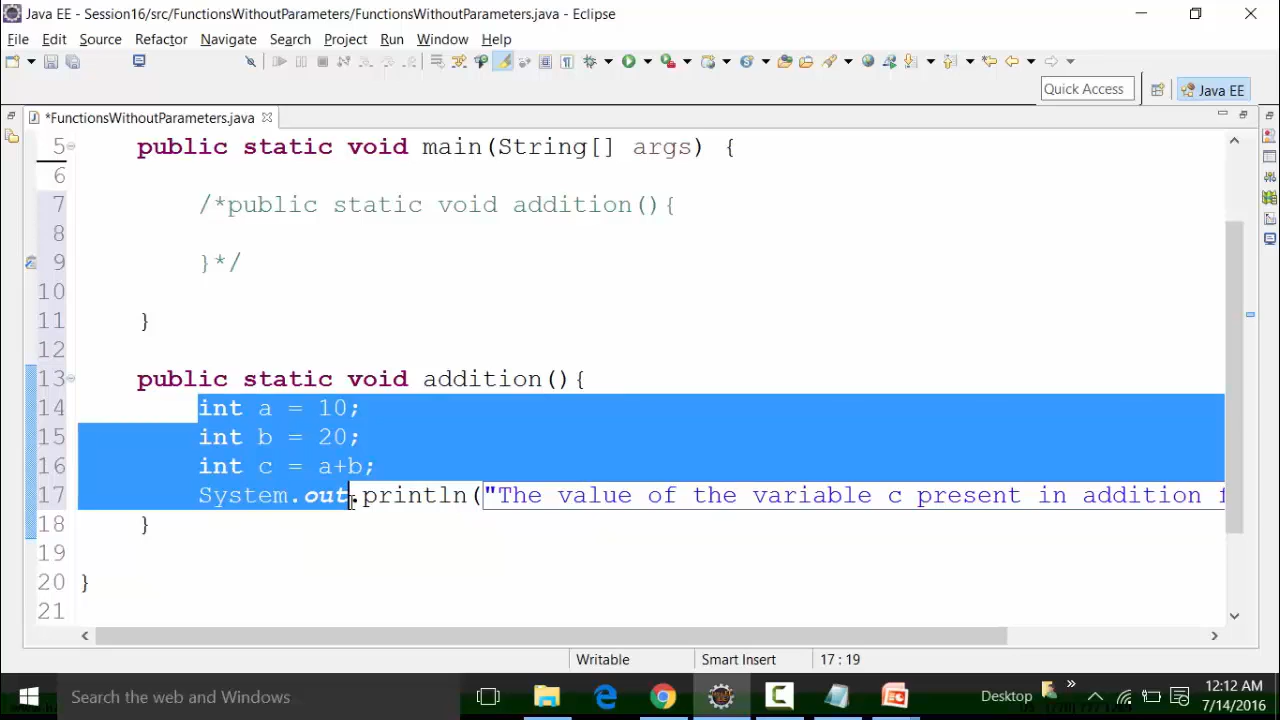 Java EE - Session16/src/FunctionsWithoutParameters/FunctionsWithoutParameters.java - Eclipse
File Edit Source Refactor Navigate Search Project Run Window Help
Quick Access
Java EE
*FunctionsWithoutParameters.java
5 public static void main(String[] args) {
6
7 /*public static void addition(){
8
9 }*/
10
11 }
12
13 public static void addition(){
14 int a = 10;
15 int b = 20;
16 int c = a+b;
17 System.out.println("The value of the variable c present in addition f
18 }
19
20 }
21
Writable Smart Insert 17 : 19
Search the web and Windows
Desktop
12:12 AM
7/14/2016